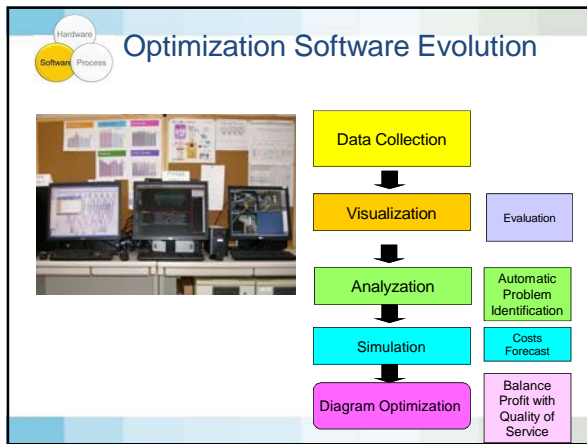 Hardware
Software
Process
Optimization Software Evolution
Data Collection
Visualization
Evaluation
Analyzation
Automatic
Problem
Identification
Simulation
Costs
Forecast
Diagram Optimization
Balance
Profit with
Quality of
Service